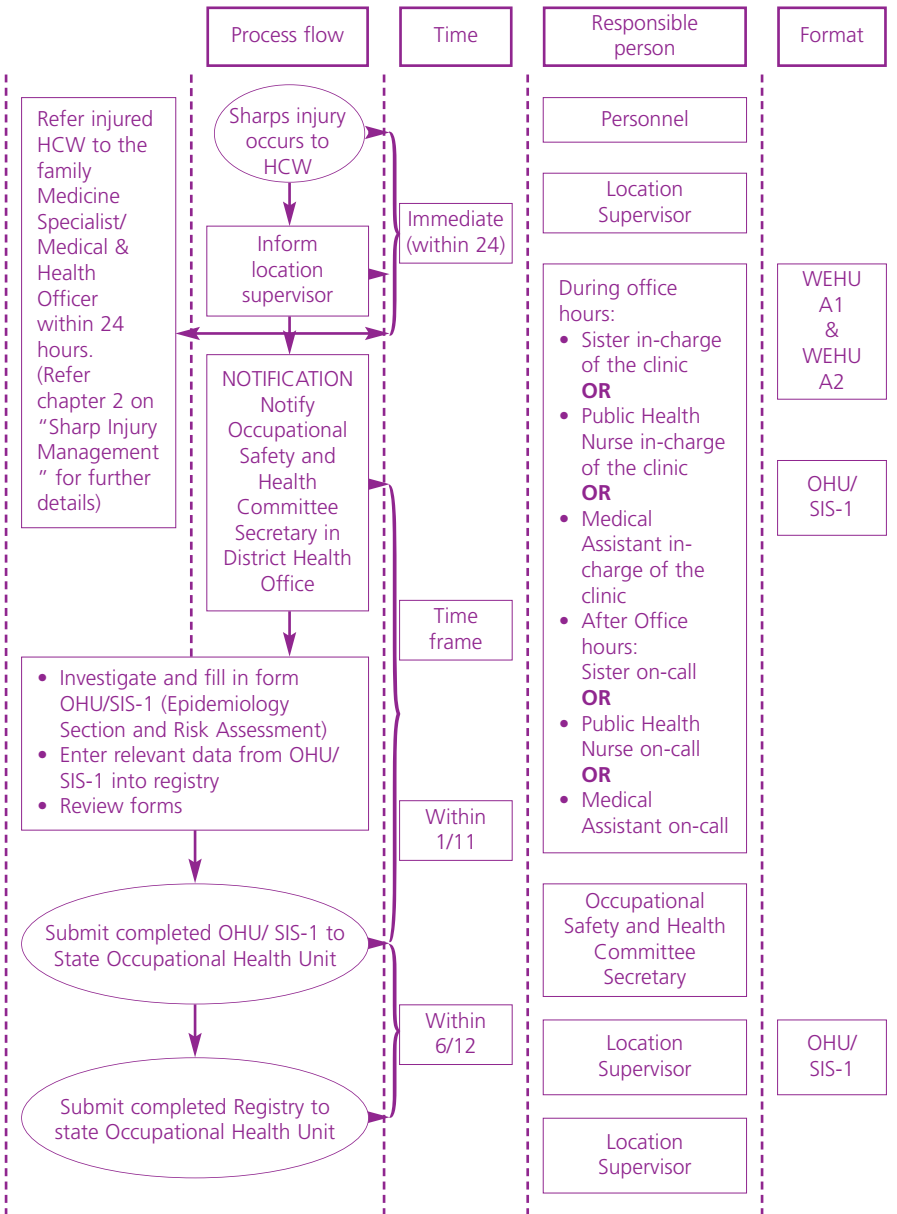 Process flow
Time
Responsible
person
Format
Refer injured
HCW to the
family
Medicine
Specialist/
Medical &
Health
Officer
within 24
hours.
(Refer
chapter 2 on
“Sharp Injury
Management
” for further
details)
Sharps injury
occurs to
HCW
Inform
location
supervisor
NOTIFICATION
Notify
Occupational
Safety and
Health
Committee
Secretary in
District Health
Office
• Investigate and fill in form
OHU/SIS-1 (Epidemiology
Section and Risk Assessment)
• Enter relevant data from OHU/
SIS-1 into registry
• Review forms
Submit completed OHU/ SIS-1 to
State Occupational Health Unit
Submit completed Registry to
state Occupational Health Unit
Immediate
(within 24)
Time
frame
Within
1/11
Within
6/12
Personnel
Location
Supervisor
During office
hours:
• Sister in-charge
of the clinic
OR
• Public Health
Nurse in-charge
of the clinic
OR
• Medical
Assistant in-
charge of the
clinic
• After Office
hours:
Sister on-call
OR
• Public Health
Nurse on-call
OR
• Medical
Assistant on-call
Occupational
Safety and Health
Committee
Secretary
Location
Supervisor
Location
Supervisor
WEHU
A1
&
WEHU
A2
OHU/
SIS-1
OHU/
SIS-1